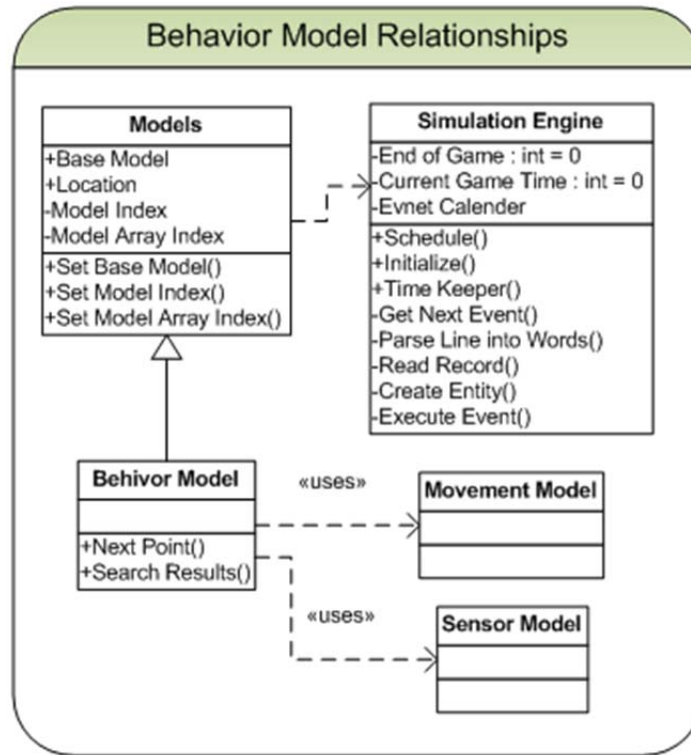 Behavior Model Relationships
Models
+Base Model
+Location
-Model Index
-Model Array Index
+Set Base Model()
+Set Model Index()
+Set Model Array Index()
Simulation Engine
-End of Game : int = 0
-Current Game Time : int = 0
-Evnet Calender
+Schedule()
+Initialize()
+Time Keeper()
-Get Next Event()
-Parse Line into Words()
-Read Record()
-Create Entity()
-Execute Event()
Behivor Model
+Next Point()
+Search Results()
«uses»
Movement Model
«uses»
Sensor Model